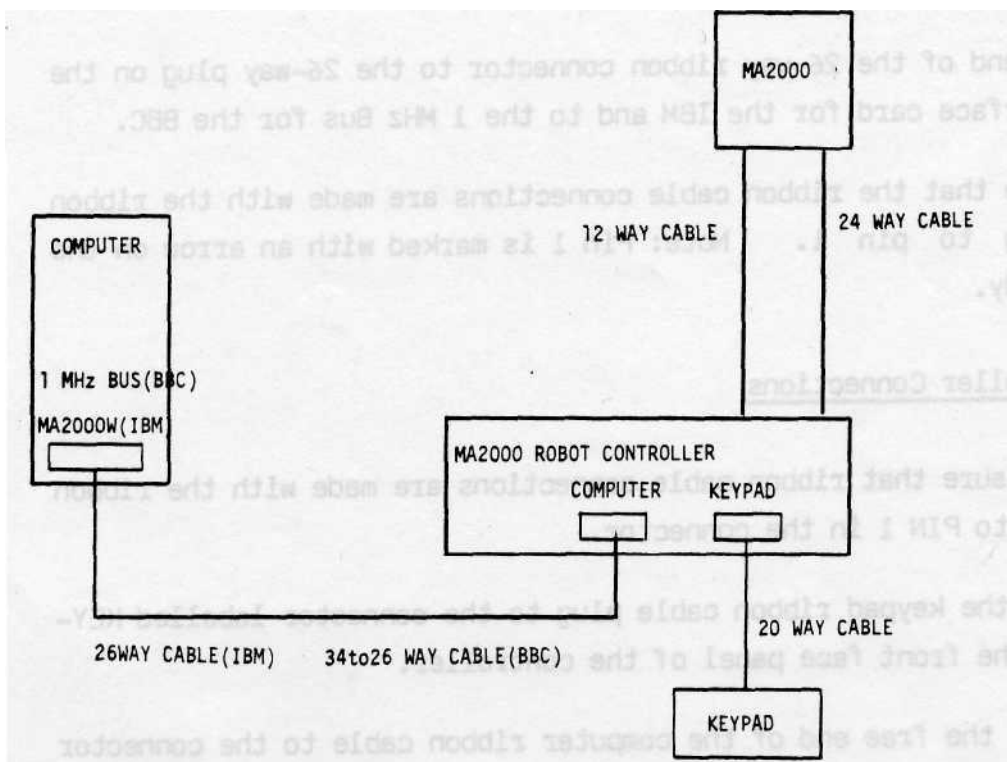 MA2000
12 WAY CABLE
24 WAY CABLE
COMPUTER
1 MHz BUS(BBC)
MA2000W(IBM)
MA2000 ROBOT CONTROLLER
COMPUTER KEYPAD
20 WAY CABLE
26WAY CABLE(IBM) 34to26 WAY CABLE(BBC)
KEYPAD